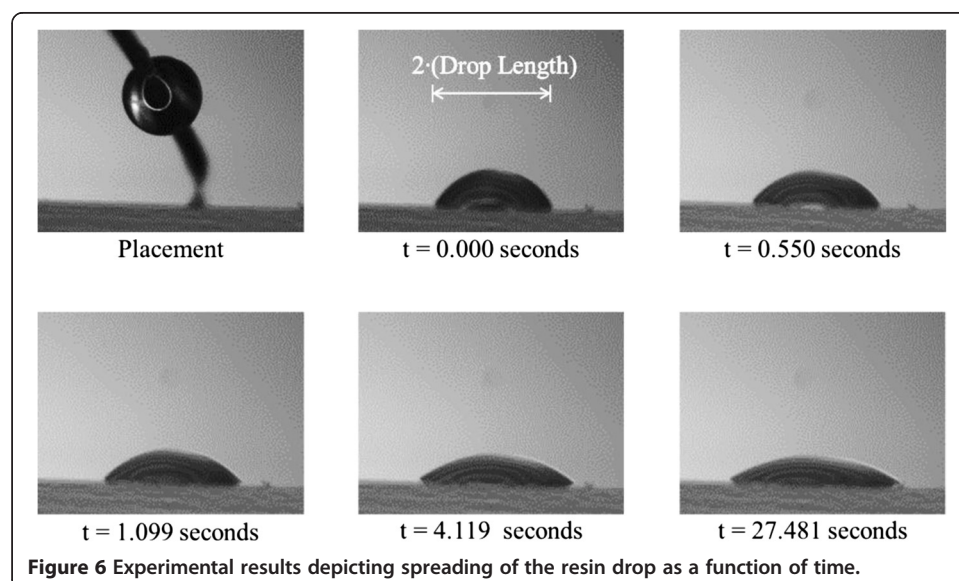 2·(Drop Length)
Placement
t = 0.000 seconds
t = 0.550 seconds
t = 1.099 seconds
t = 4.119 seconds
t = 27.481 seconds
Figure 6 Experimental results depicting spreading of the resin drop as a function of time.